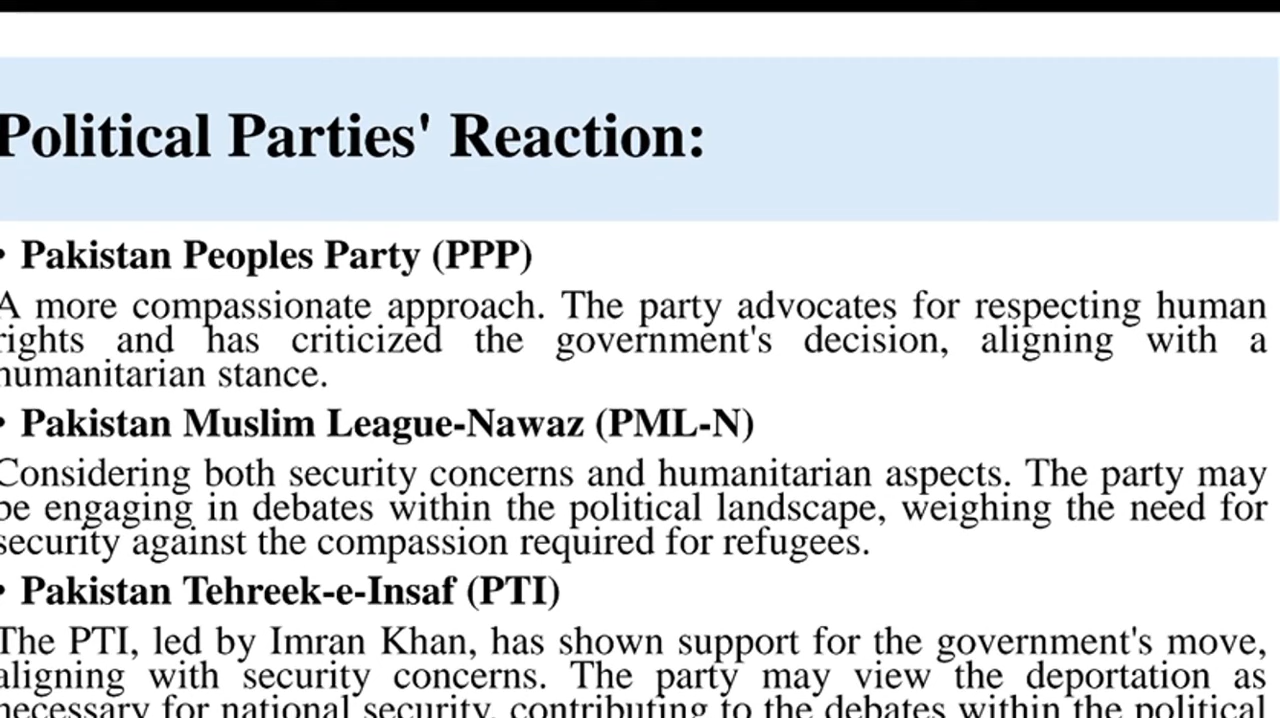 Political Parties' Reaction:
• Pakistan Peoples Party (PPP)
A more compassionate approach. The party advocates for respecting human
rights and has criticized the government's decision, aligning with a
humanitarian stance.
• Pakistan Muslim League-Nawaz (PML-N)
Considering both security concerns and humanitarian aspects. The party may
be engaging in debates within the political landscape, weighing the need for
security against the compassion required for refugees.
• Pakistan Tehreek-e-Insaf (PTI)
The PTI, led by Imran Khan, has shown support for the government's move,
aligning with security concerns. The party may view the deportation as
necessary for national security, contributing to the debates within the political